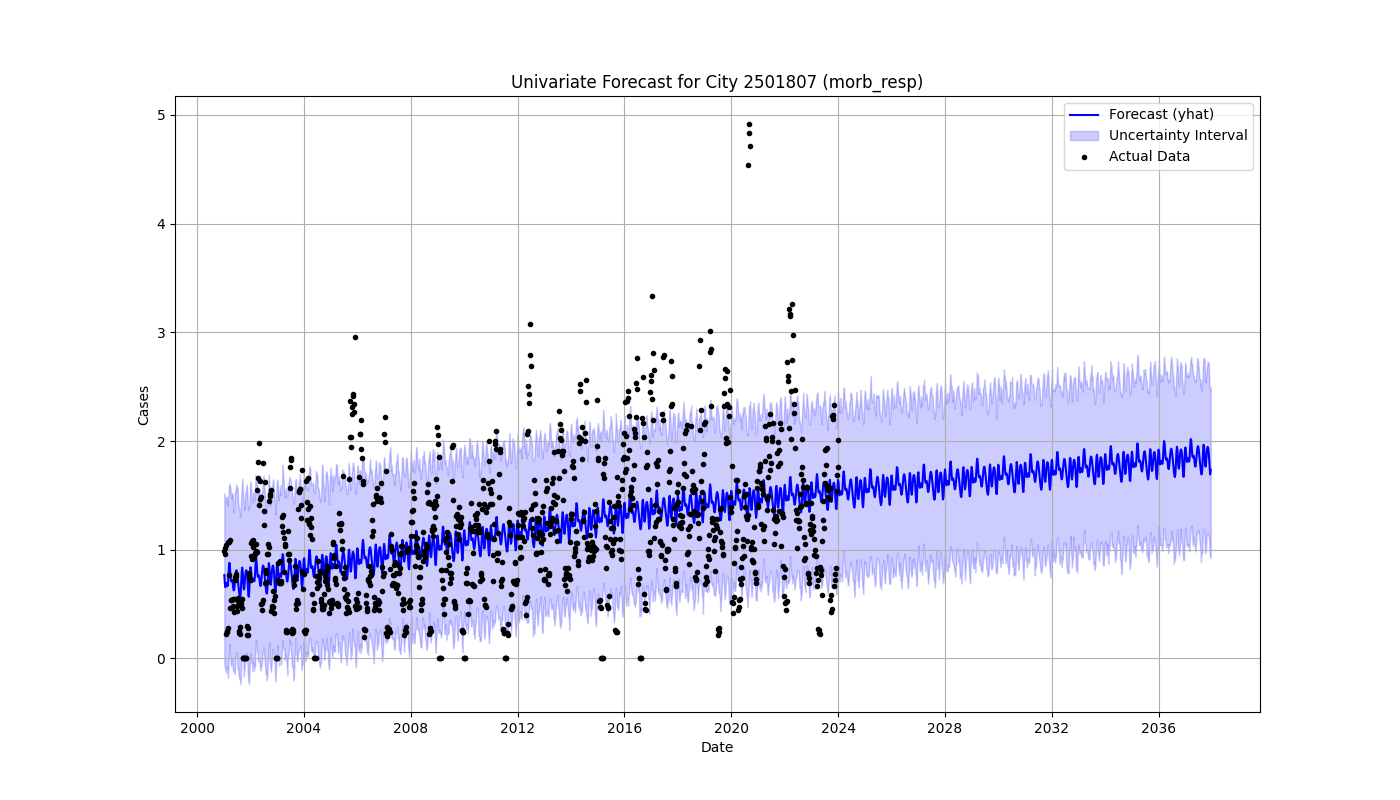 Univariate Forecast for City 2501807 (morb_resp)
Forecast (yhat)
Uncertainty Interval
Actual Data
5
4
3
2
1
0
Cases
2000
2004
2008
2012
2016
2020
2024
2028
2032
2036
Date